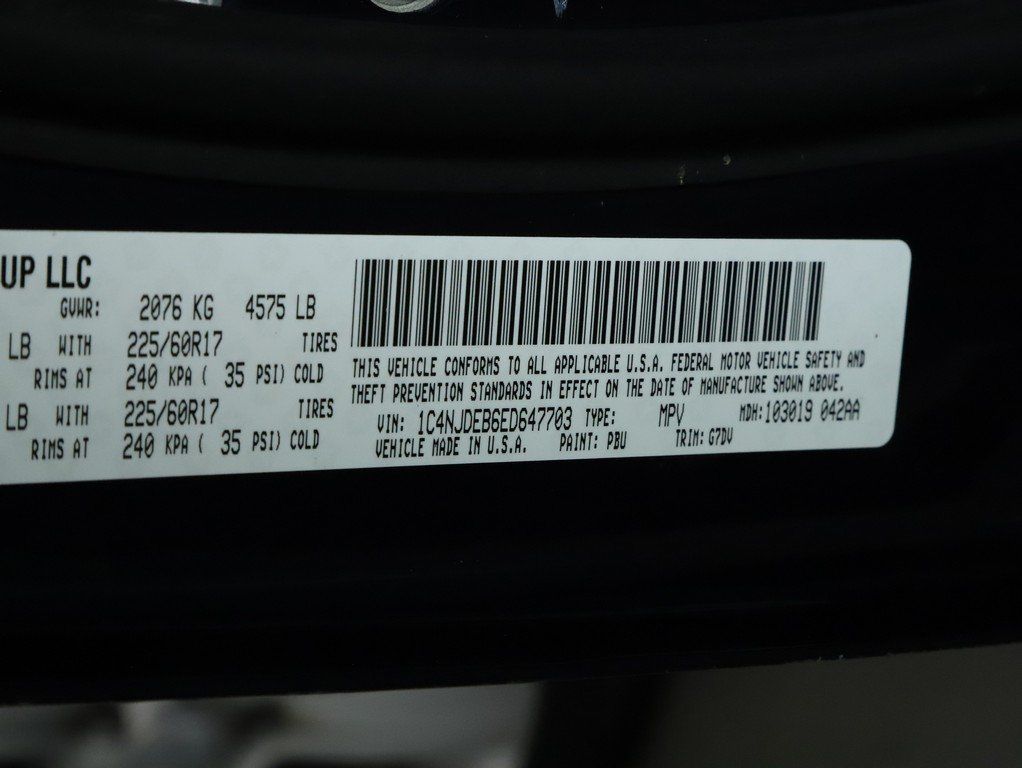 UP LLC
GVWR: 2076 KG 4575 LB
LB WITH 225/60R17 TIRES
RIMS AT 240 KPA ( 35 PSI) COLD
LB WITH 225/60R17 TIRES
RIMS AT 240 KPA ( 35 PSI) COLD
THIS VEHICLE CONFORMS TO ALL APPLICABLE U.S.A. FEDERAL MOTOR VEHICLE SAFETY AND
THEFT PREVENTION STANDARDS IN EFFECT ON THE DATE OF MANUFACTURE SHOWN ABOVE.
VIN: 1C4NJDEB6ED647703 TYPE: MPV MDH:103019 042AA
VEHICLE MADE IN U.S.A. PAINT: PBU TRIM: G7DV